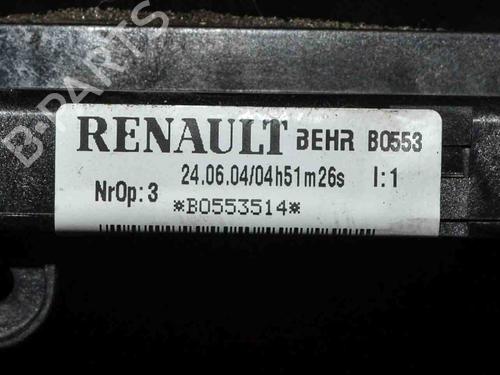 B-PARTS
RENAULT BEHR B0553
24.06.04/04h51m26s I:1
NrOp:3
*B0553514*